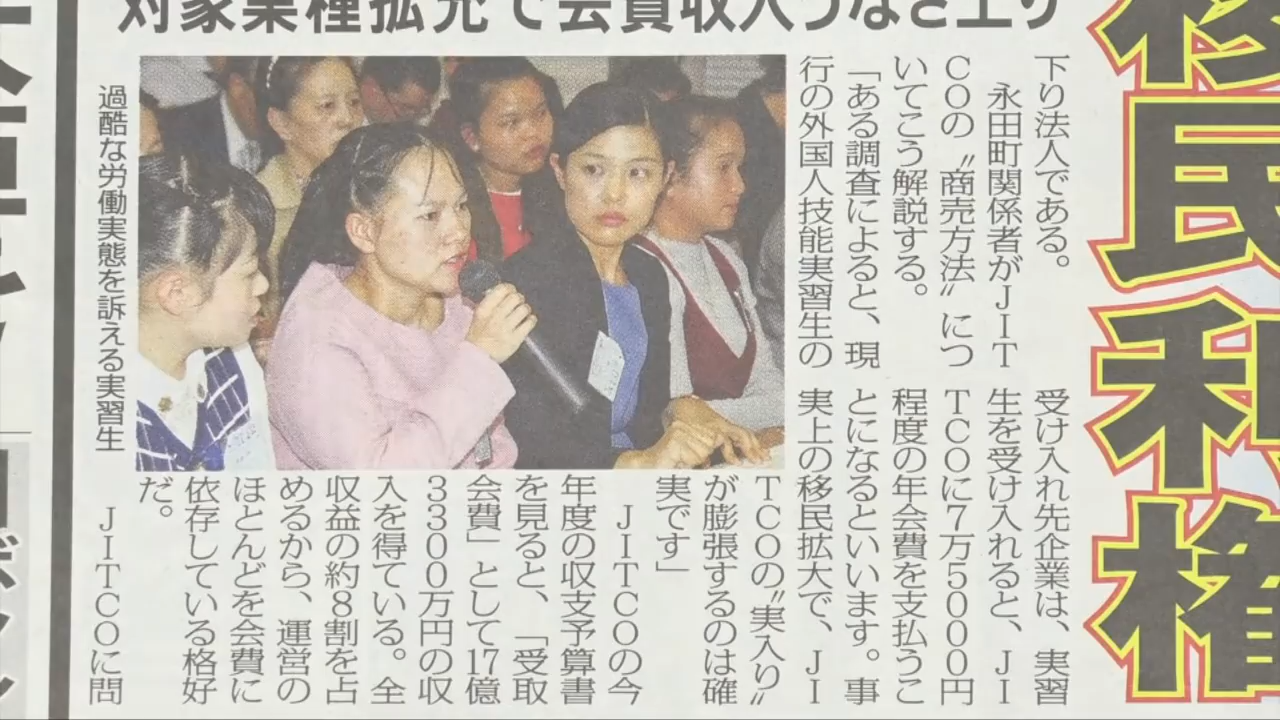 対象業種拡充で会費収入うなぎ上り
移民利権
下り法人である。
永田町関係者がJIT
COの〝商売方法〟につ
いてこう解説する。
「ある調査によると、現
行の外国人技能実習生の
受け入れ先企業は、実習
生を受け入れると、JI
TCOに7万5000円
程度の年会費を支払うこ
とになるといいます。事
実上の移民拡大で、JI
TCOの〝実入り〟
が膨張するのは確
実です」
JITCOの今
年度の収支予算書
を見ると、「受取
会費」として17億
3300万円の収
入を得ている。全
収益の約8割を占
めるから、運営の
ほとんどを会費に
依存している格好
だ。
JITCOに問
過酷な労働実態を訴える実習生